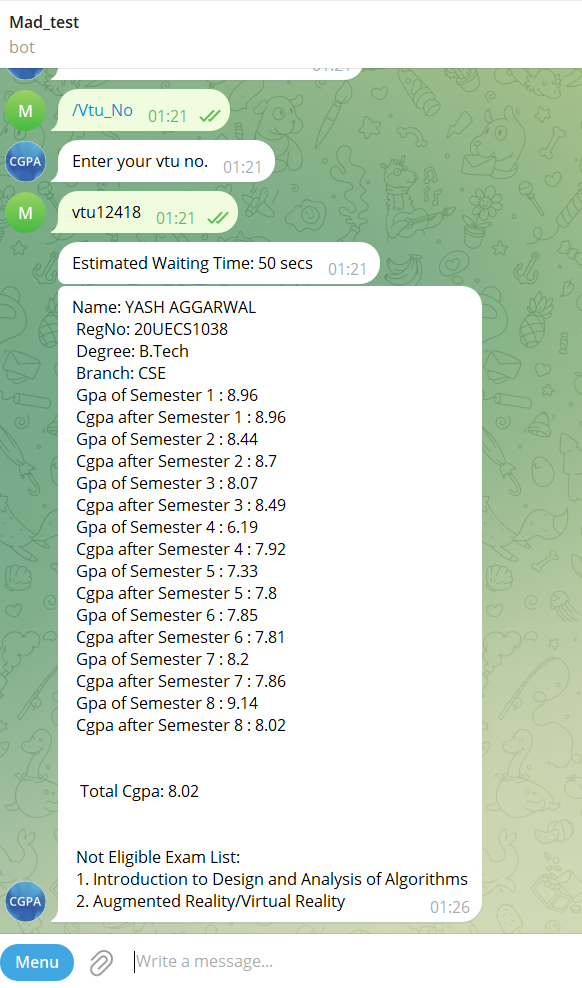 Mad_test
bot
01:21
M
/Vtu_No 01:21
CGPA
Enter your vtu no. 01:21
M
vtu12418 01:21
Estimated Waiting Time: 50 secs 01:21
Name: YASH AGGARWAL
RegNo: 20UECS1038
Degree: B.Tech
Branch: CSE
Gpa of Semester 1 : 8.96
Cgpa after Semester 1 : 8.96
Gpa of Semester 2 : 8.44
Cgpa after Semester 2 : 8.7
Gpa of Semester 3 : 8.07
Cgpa after Semester 3 : 8.49
Gpa of Semester 4 : 6.19
Cgpa after Semester 4 : 7.92
Gpa of Semester 5 : 7.33
Cgpa after Semester 5 : 7.8
Gpa of Semester 6 : 7.85
Cgpa after Semester 6 : 7.81
Gpa of Semester 7 : 8.2
Cgpa after Semester 7 : 7.86
Gpa of Semester 8 : 9.14
Cgpa after Semester 8 : 8.02
Total Cgpa: 8.02
Not Eligible Exam List:
1. Introduction to Design and Analysis of Algorithms
2. Augmented Reality/Virtual Reality 01:26
CGPA
Menu
Write a message...